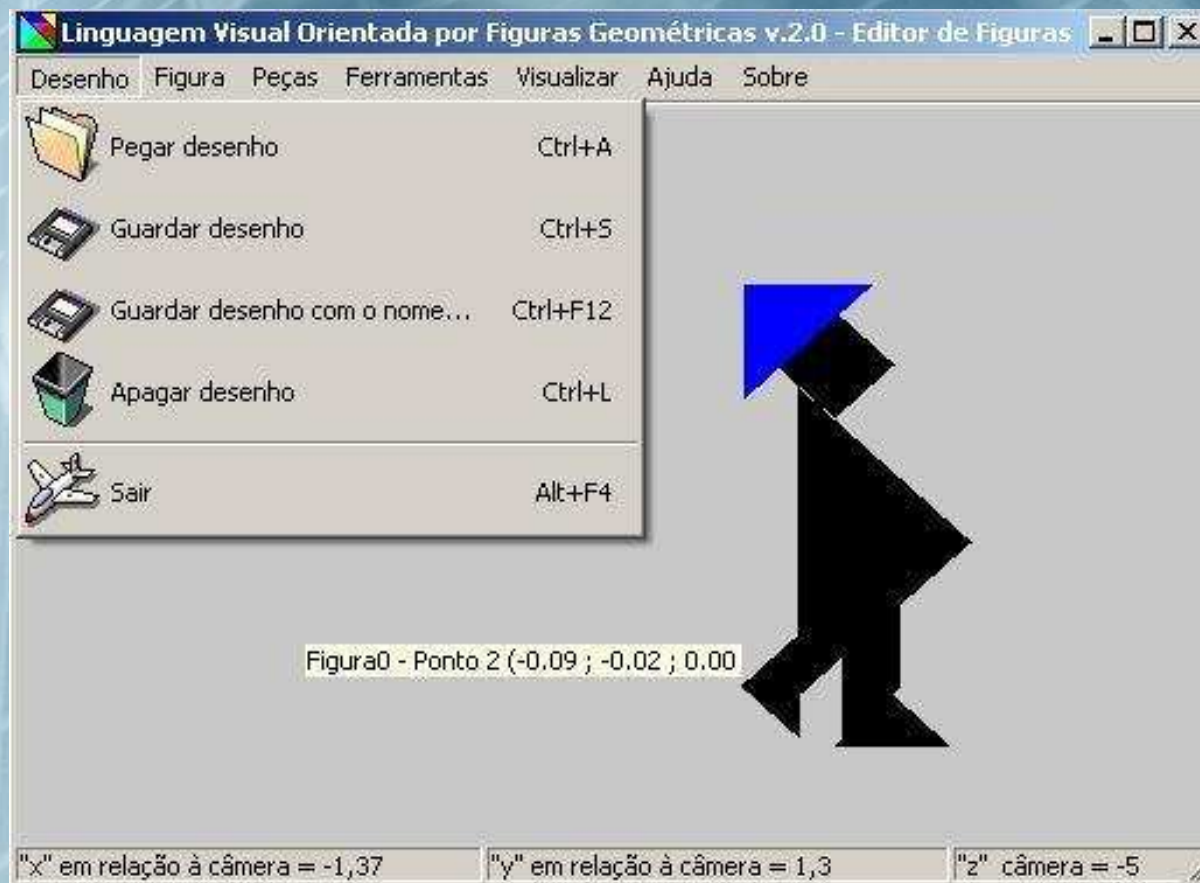 Linguagem Visual Orientada por Figuras Geométricas v.2.0 - Editor de Figuras
Desenho Figura Peças Ferramentas Visualizar Ajuda Sobre
Pegar desenho Ctrl+A
Guardar desenho Ctrl+S
Guardar desenho com o nome... Ctrl+F12
Apagar desenho Ctrl+L
Sair Alt+F4
Figura0 - Ponto 2 (-0.09 ; -0.02 ; 0.00
"x" em relação à câmera = -1,37 "y" em relação à câmera = 1,3 "z" câmera = -5